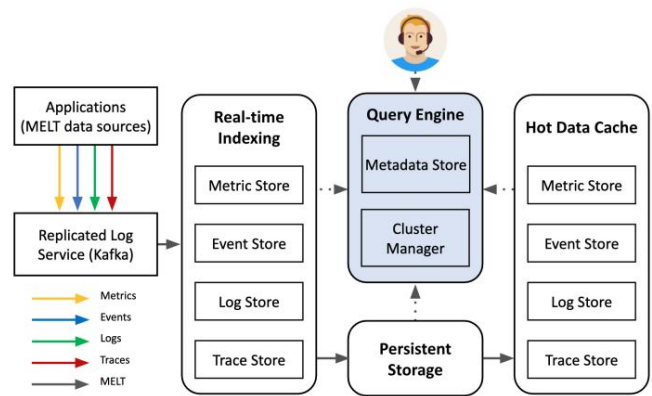 Applications
(MELT data sources)
Replicated Log
Service (Kafka)
Metrics
Events
Logs
Traces
MELT
Real-time
Indexing
Metric Store
Event Store
Log Store
Trace Store
Query Engine
Metadata Store
Cluster
Manager
Persistent
Storage
Hot Data Cache
Metric Store
Event Store
Log Store
Trace Store